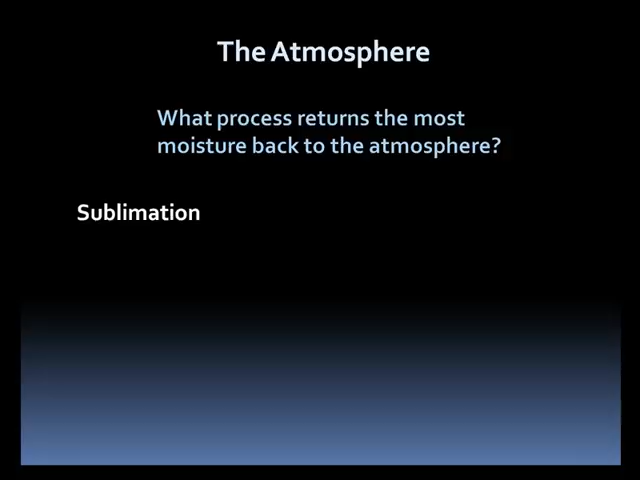 The Atmosphere
What process returns the most
moisture back to the atmosphere?
Sublimation